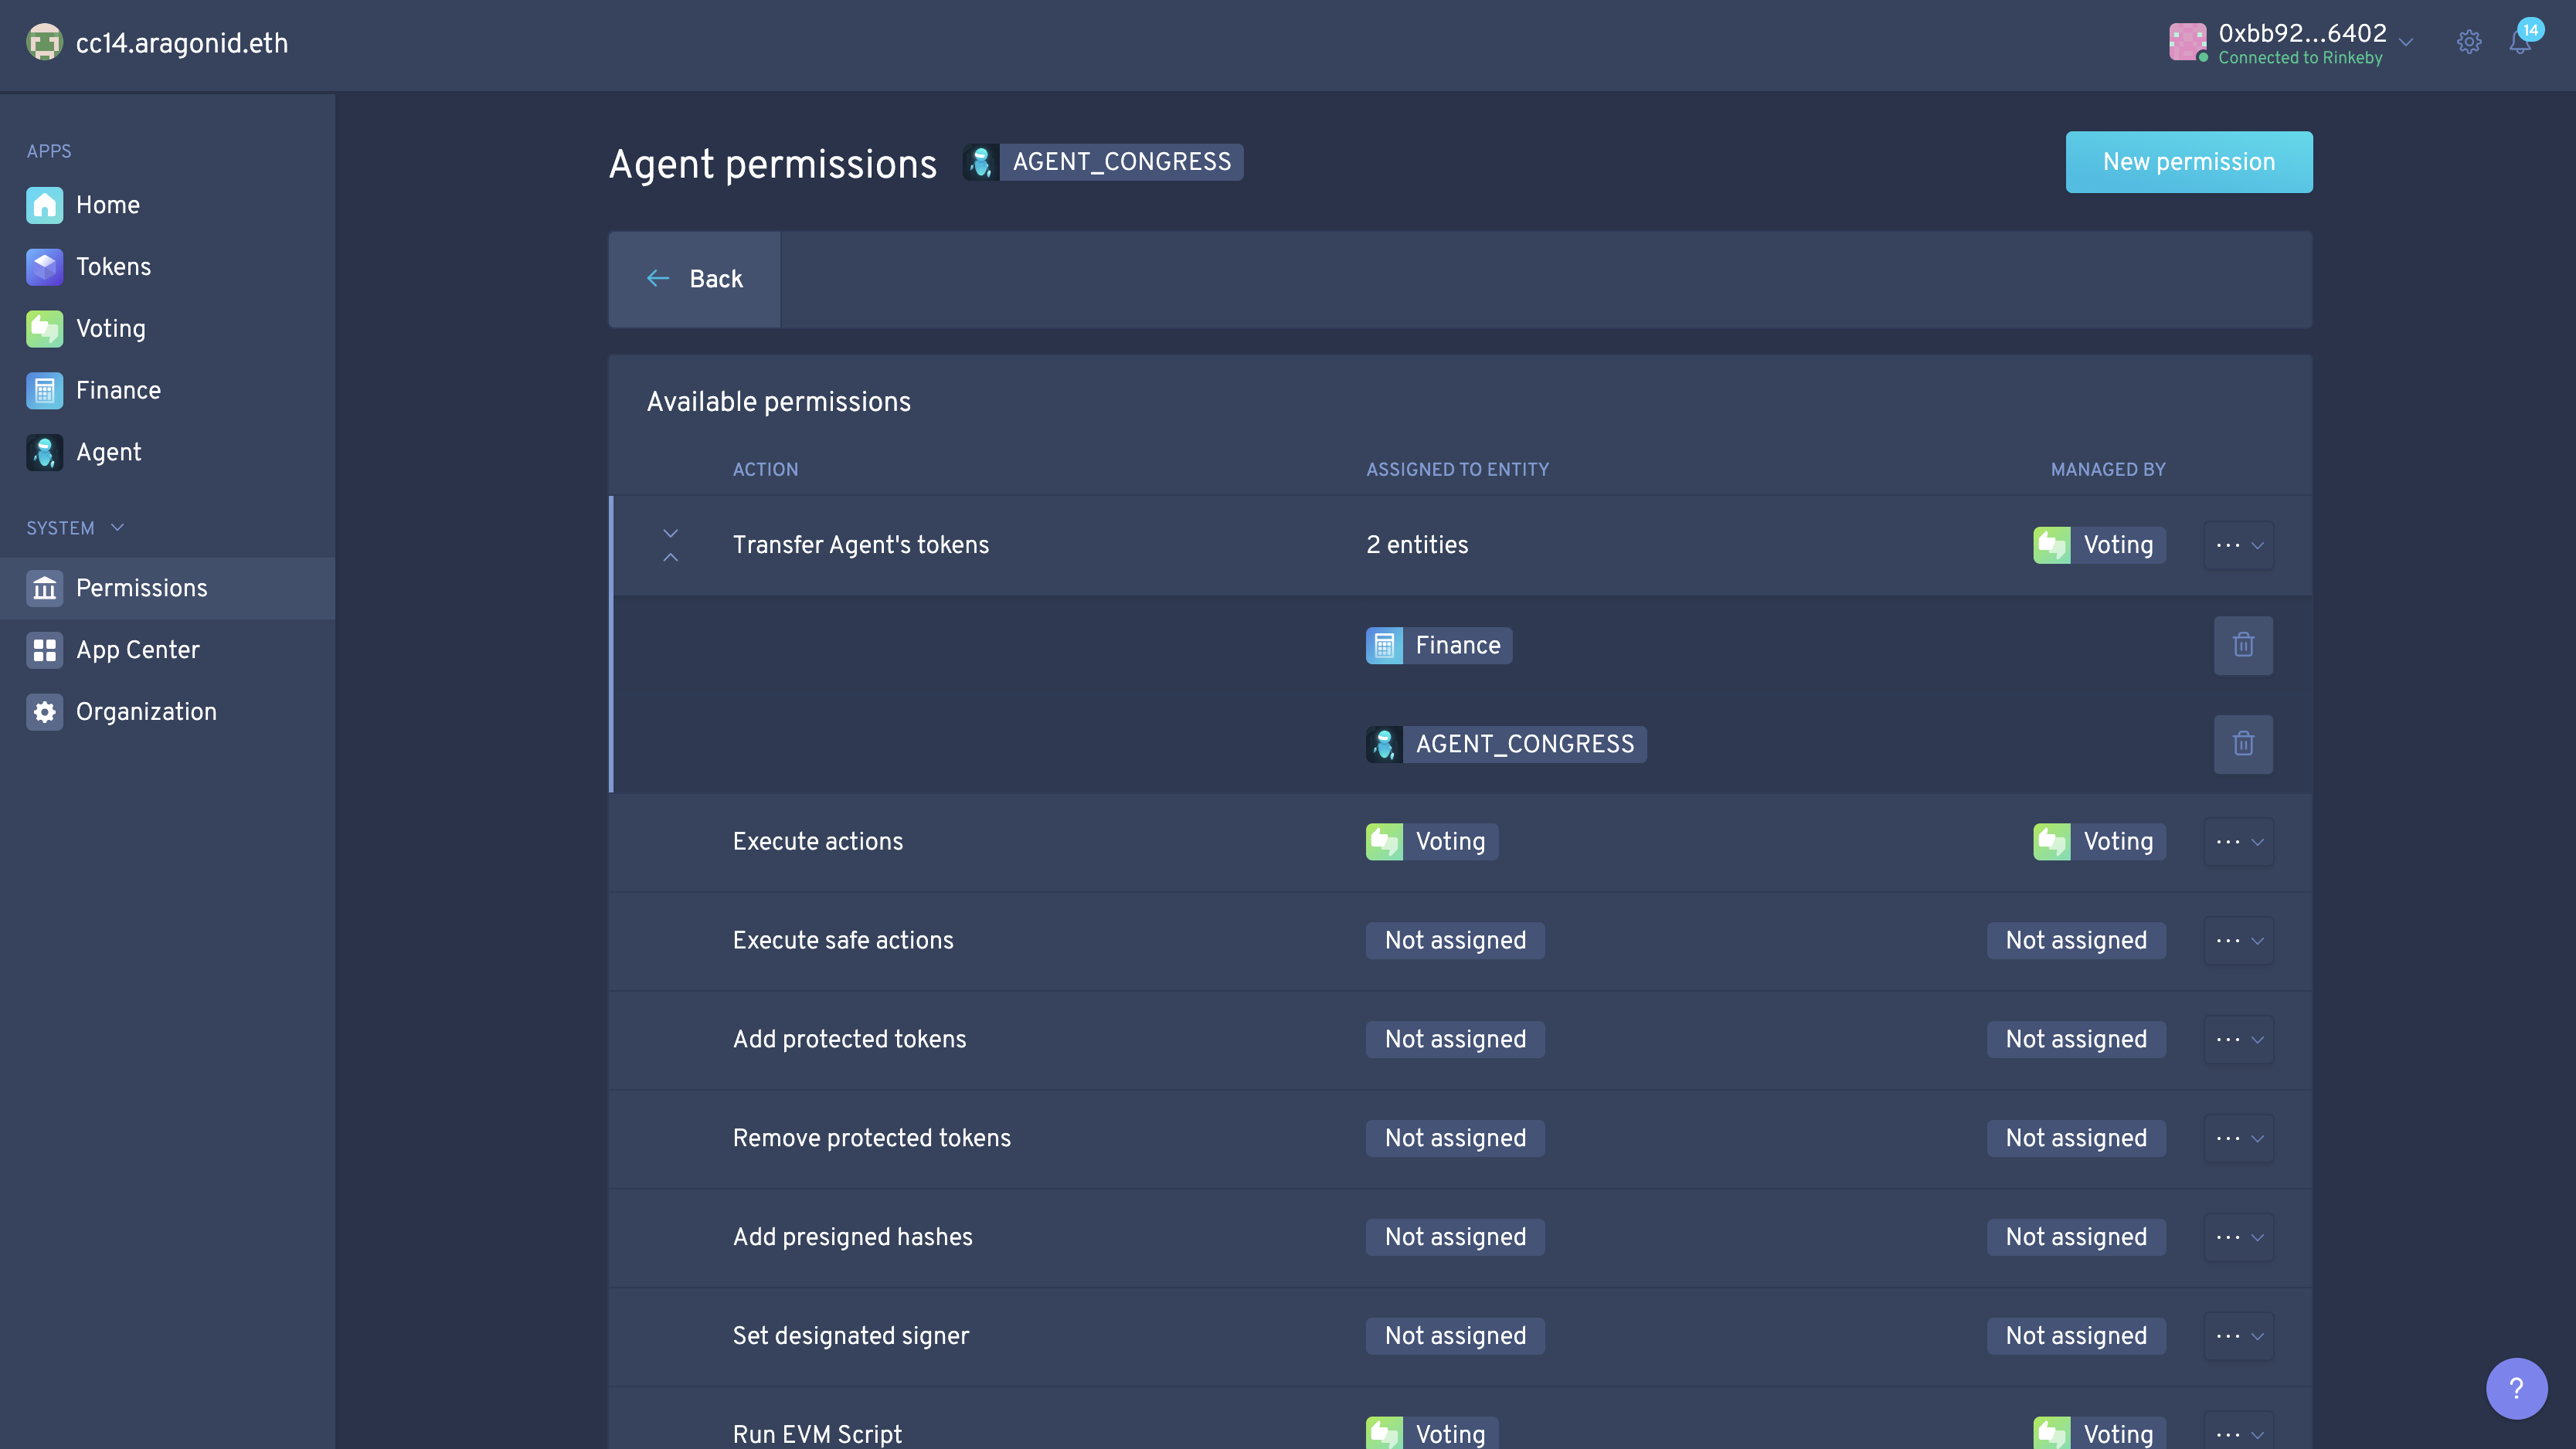 cc14.aragonid.eth
0xbb92...6402
Connected to Rinkeby
14
APPS
Home
Tokens
Voting
Finance
Agent
SYSTEM
Permissions
App Center
Organization
Agent permissions AGENT_CONGRESS
New permission
Back
Available permissions
ACTION ASSIGNED TO ENTITY MANAGED BY
Transfer Agent's tokens 2 entities Voting
Finance
AGENT_CONGRESS
Execute actions Voting Voting
Execute safe actions Not assigned Not assigned
Add protected tokens Not assigned Not assigned
Remove protected tokens Not assigned Not assigned
Add presigned hashes Not assigned Not assigned
Set designated signer Not assigned Not assigned
Run EVM Script Voting Voting
?